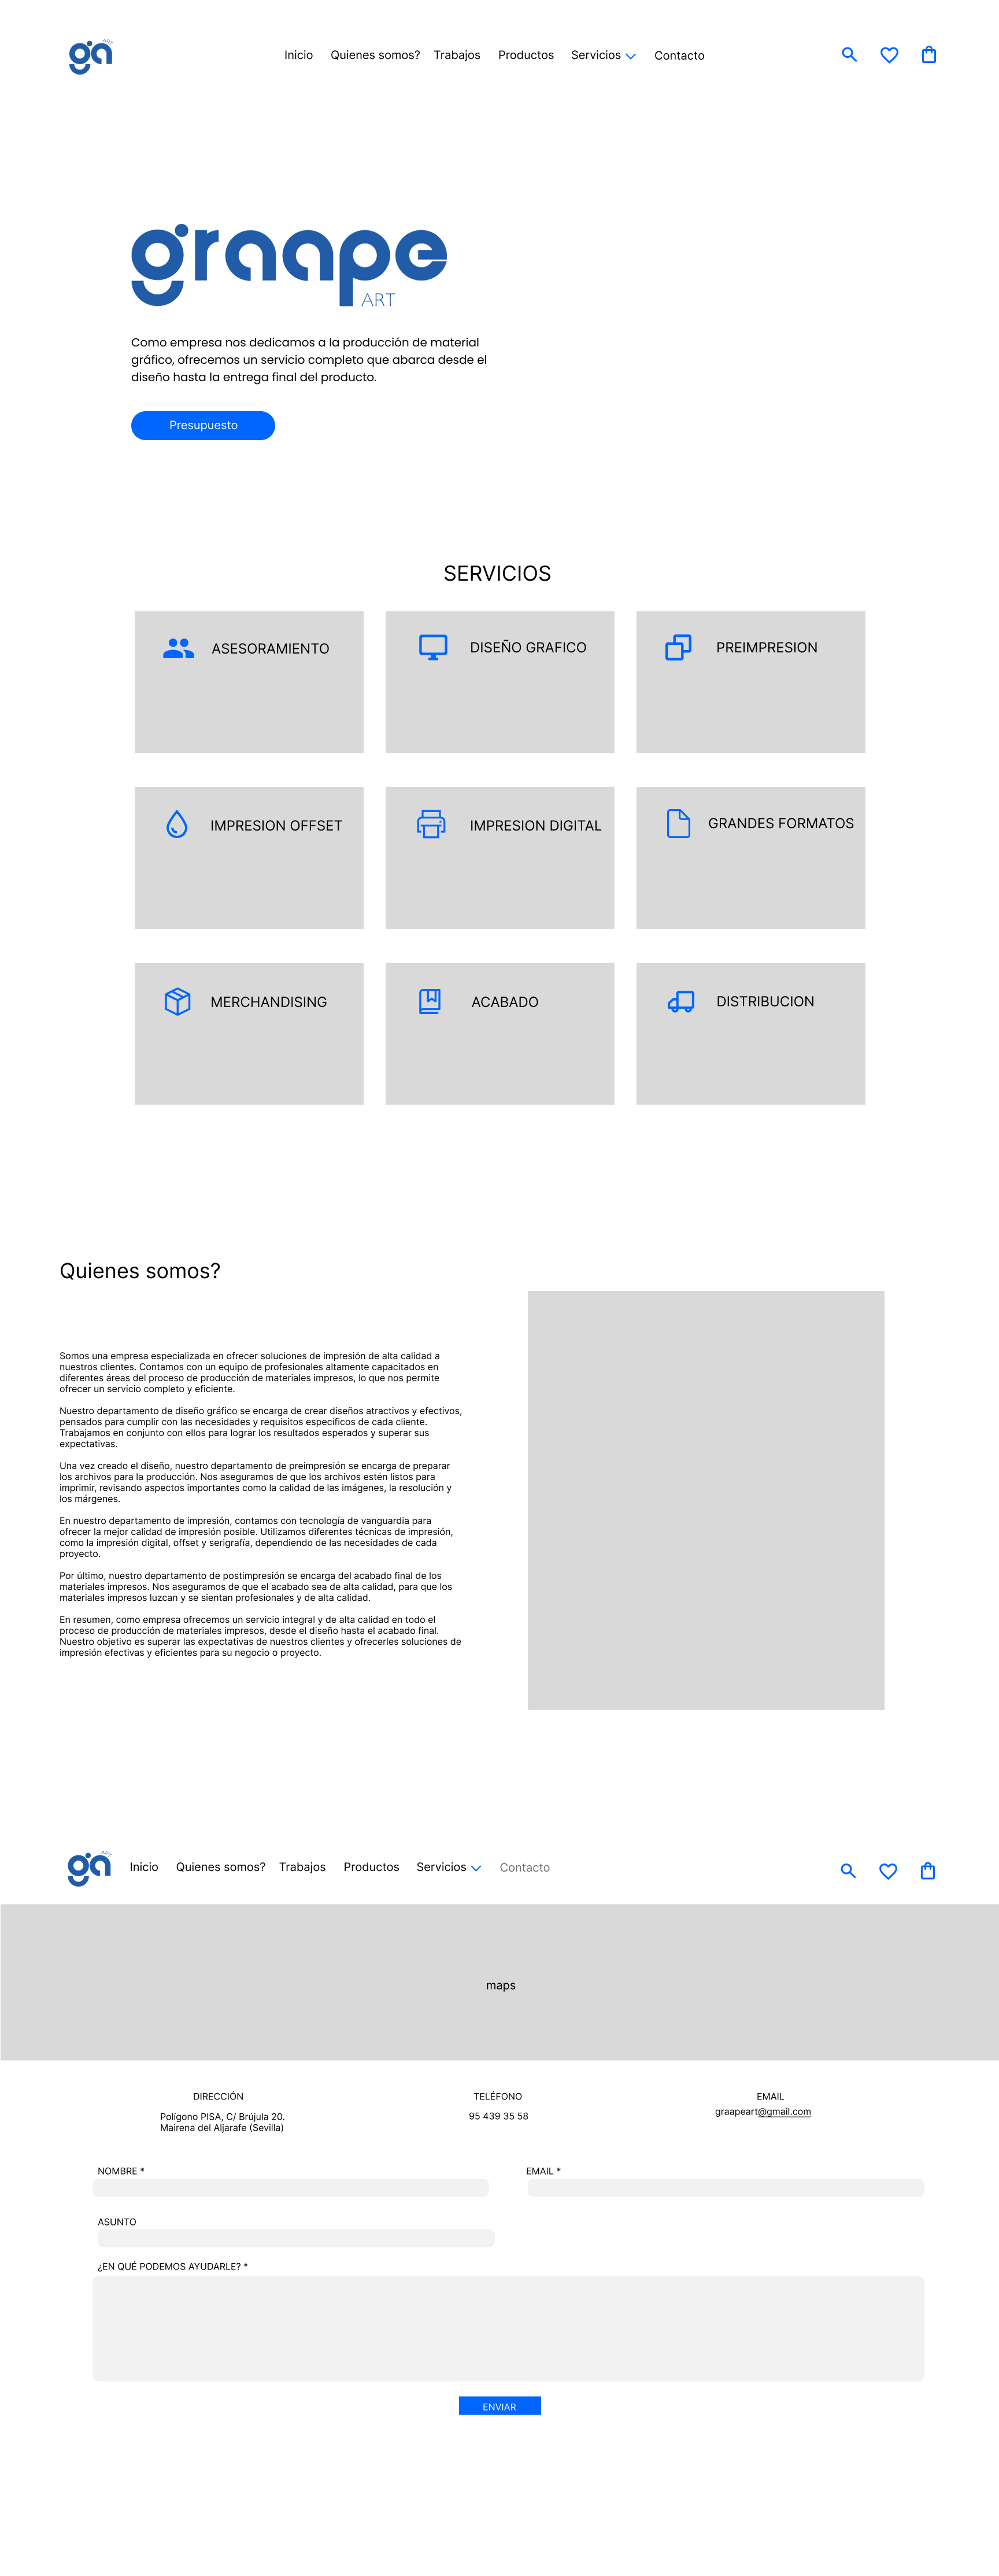 ga ART
Inicio Quienes somos? Trabajos Productos Servicios Contacto
graape
ART
Como empresa nos dedicamos a la producción de material
gráfico, ofrecemos un servicio completo que abarca desde el
diseño hasta la entrega final del producto.
Presupuesto
SERVICIOS
ASESORAMIENTO
DISEÑO GRAFICO
PREIMPRESION
IMPRESION OFFSET
IMPRESION DIGITAL
GRANDES FORMATOS
MERCHANDISING
ACABADO
DISTRIBUCION
Quienes somos?
Somos una empresa especializada en ofrecer soluciones de impresión de alta calidad a
nuestros clientes. Contamos con un equipo de profesionales altamente capacitados en
diferentes áreas del proceso de producción de materiales impresos, lo que nos permite
ofrecer un servicio completo y eficiente.
Nuestro departamento de diseño gráfico se encarga de crear diseños atractivos y efectivos,
pensados para cumplir con las necesidades y requisitos específicos de cada cliente.
Trabajamos en conjunto con ellos para lograr los resultados esperados y superar sus
expectativas.
Una vez creado el diseño, nuestro departamento de preimpresión se encarga de preparar
los archivos para la producción. Nos aseguramos de que los archivos estén listos para
imprimir, revisando aspectos importantes como la calidad de las imágenes, la resolución y
los márgenes.
En nuestro departamento de impresión, contamos con tecnología de vanguardia para
ofrecer la mejor calidad de impresión posible. Utilizamos diferentes técnicas de impresión,
como la impresión digital, offset y serigrafía, dependiendo de las necesidades de cada
proyecto.
Por último, nuestro departamento de postimpresión se encarga del acabado final de los
materiales impresos. Nos aseguramos de que el acabado sea de alta calidad, para que los
materiales impresos luzcan y se sientan profesionales y de alta calidad.
En resumen, como empresa ofrecemos un servicio integral y de alta calidad en todo el
proceso de producción de materiales impresos, desde el diseño hasta el acabado final.
Nuestro objetivo es superar las expectativas de nuestros clientes y ofrecerles soluciones de
impresión efectivas y eficientes para su negocio o proyecto.
ga ART
Inicio Quienes somos? Trabajos Productos Servicios Contacto
maps
DIRECCIÓN
Polígono PISA, C/ Brújula 20.
Mairena del Aljarafe (Sevilla)
TELÉFONO
95 439 35 58
EMAIL
graapeart@gmail.com
NOMBRE *
EMAIL *
ASUNTO
¿EN QUÉ PODEMOS AYUDARLE? *
ENVIAR